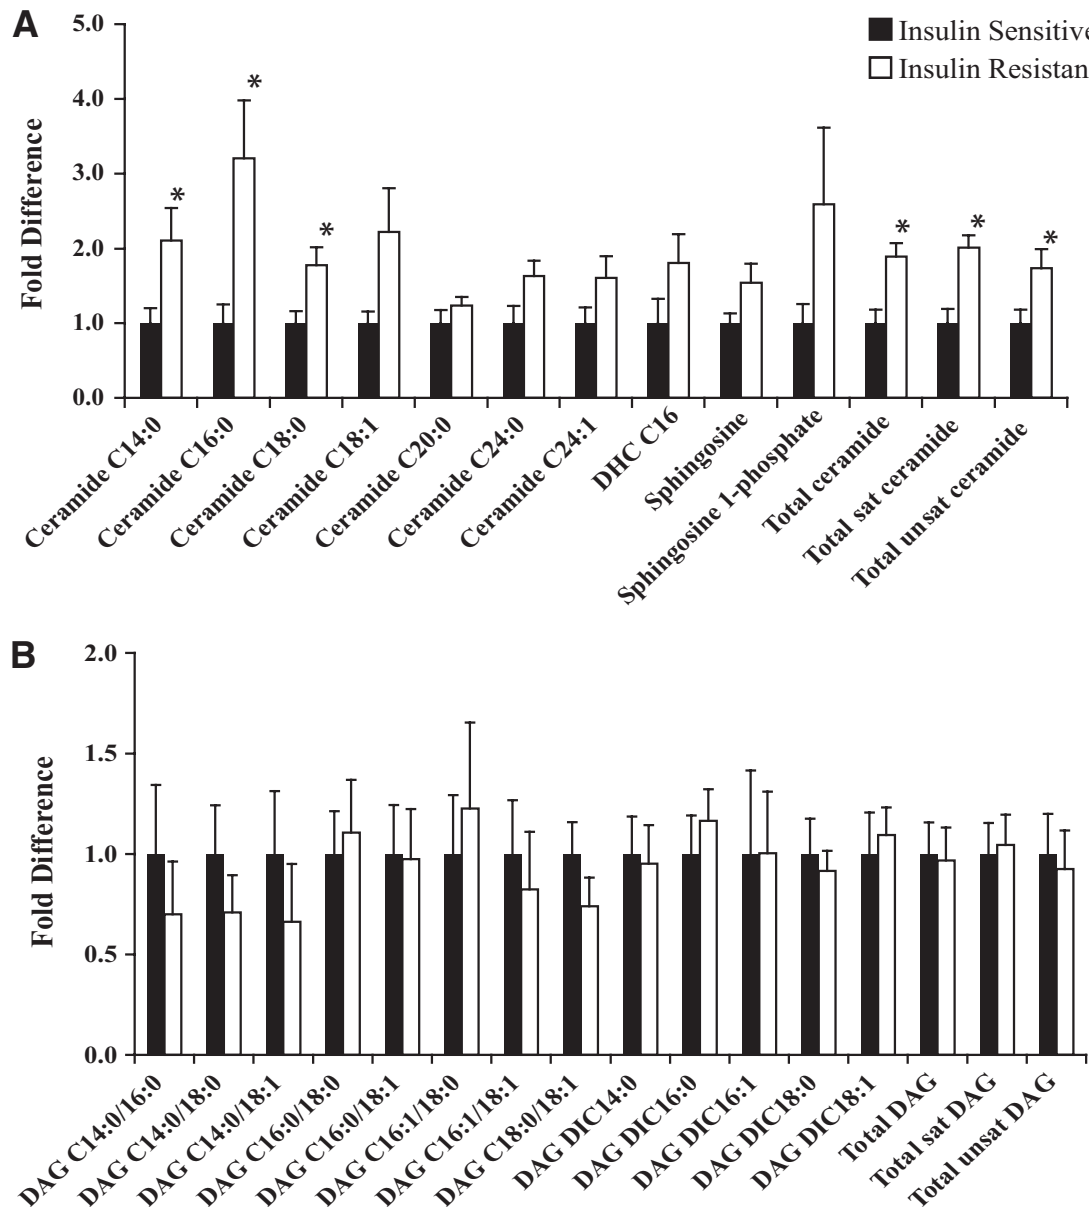 A
5.0
4.0
3.0
2.0
1.0
0.0
Fold Difference
Insulin Sensitive
Insulin Resistan
*
*
*
*
*
*
Ceramide C14:0
Ceramide C16:0
Ceramide C18:0
Ceramide C18:1
Ceramide C20:0
Ceramide C24:0
Ceramide C24:1
DHC C16
Sphingosine
Sphingosine 1-phosphate
Total ceramide
Total sat ceramide
Total unsat ceramide
B
2.0
1.5
1.0
0.5
0.0
Fold Difference
DAG C14:0/16:0
DAG C14:0/18:0
DAG C14:0/18:1
DAG C16:0/18:0
DAG C16:0/18:1
DAG C16:1/18:0
DAG C16:1/18:1
DAG C18:0/18:1
DAG DIC14:0
DAG DIC16:0
DAG DIC16:1
DAG DIC18:0
DAG DIC18:1
Total DAG
Total sat DAG
Total unsat DAG